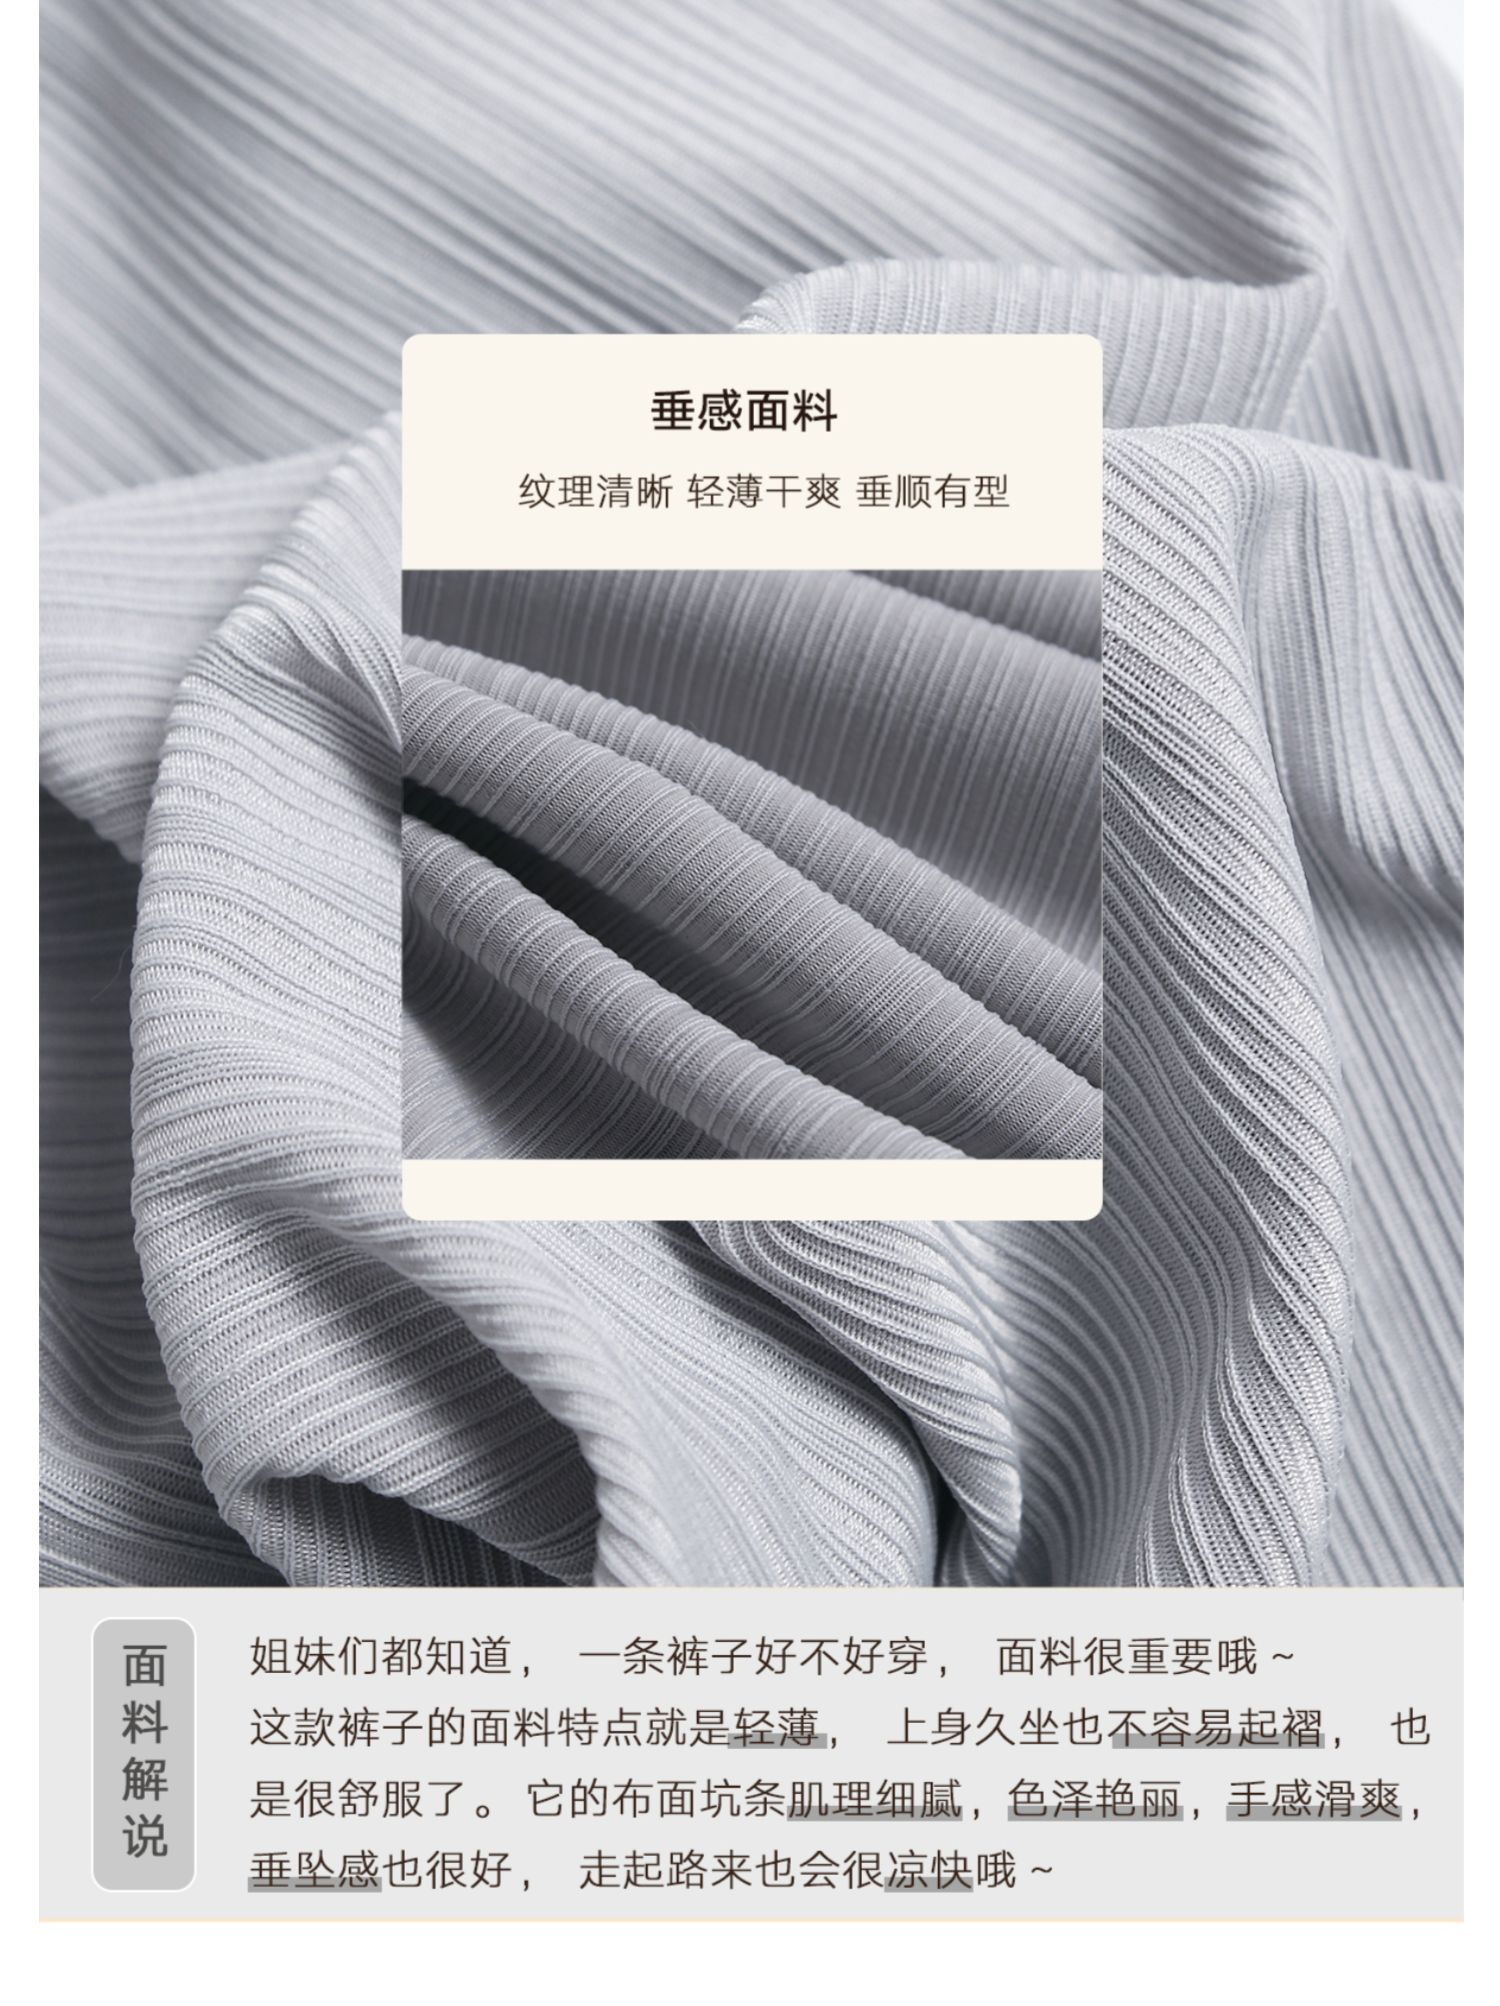 垂感面料
纹理清晰 轻薄干爽 垂顺有型
面料解说
姐妹们都知道， 一条裤子好不好穿， 面料很重要哦~
这款裤子的面料特点就是轻薄， 上身久坐也不容易起褶， 也
是很舒服了。它的布面坑条肌理细腻，色泽艳丽，手感滑爽，
垂坠感也很好， 走起路来也会很凉快哦~